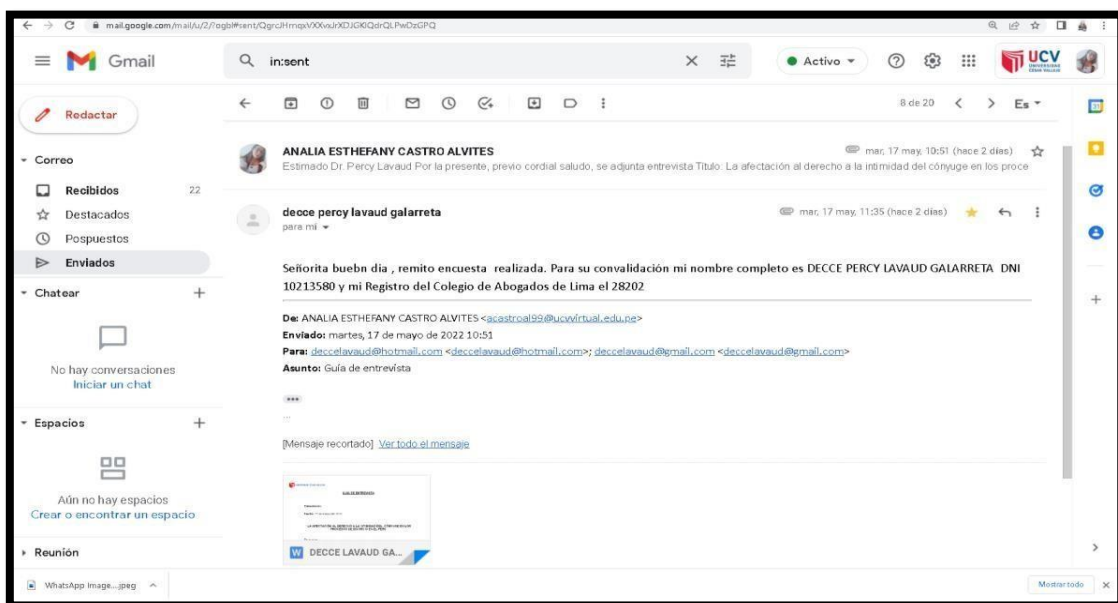 mail.google.com/mail/u/2/?ogbl#sent/QgrcJHrnqxVXXvxJrXDJGKlQdrQLPwDzGPQ
Gmail
in:sent
Activo
UCV
UNIVERSIDAD
CÉSAR VALLEJO
Redactar
8 de 20
Es
Correo
Recibidos 22
Destacados
Pospuestos
Enviados
ANALIA ESTHEFANY CASTRO ALVITES
mar, 17 may, 10:51 (hace 2 días)
Estimado Dr. Percy Lavaud Por la presente, previo cordial saludo, se adjunta entrevista Título: La afectación al derecho a la intimidad del cónyuge en los proce
decce percy lavaud galarreta
mar, 17 may, 11:35 (hace 2 días)
para mí
Señorita buebn dia , remito encuesta realizada. Para su convalidación mi nombre completo es DECCE PERCY LAVAUD GALARRETA DNI
10213580 y mi Registro del Colegio de Abogados de Lima el 28202
De: ANALIA ESTHEFANY CASTRO ALVITES <acastroal99@ucvvirtual.edu.pe>
Enviado: martes, 17 de mayo de 2022 10:51
Para: deccelavaud@hotmail.com <deccelavaud@hotmail.com>; deccelavaud@gmail.com <deccelavaud@gmail.com>
Asunto: Guía de entrevista
...
[Mensaje recortado] Ver todo el mensaje
GUÍA DE ENTREVISTA
W DECCE LAVAUD GA...
Chatear
No hay conversaciones
Iniciar un chat
Espacios
Aún no hay espacios
Crear o encontrar un espacio
Reunión
WhatsApp Image...jpeg
Mostrar todo